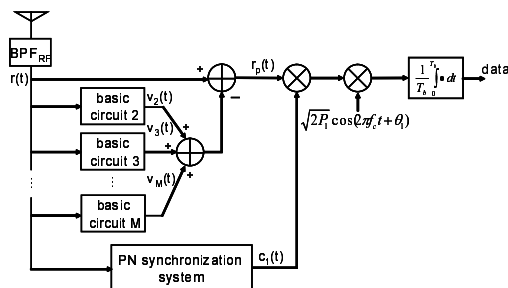 BPF_RF
r(t)
+
r_p(t)
−
basic
circuit 2
v_2(t)
+
basic
circuit 3
v_3(t)
+
⋮
⋮
basic
circuit M
v_M(t)
+
PN synchronization
system
c_1(t)
√2P_1 cos(2πf_c t + θ_1)
1/T_b ∫_0^{T_b} • dt
data